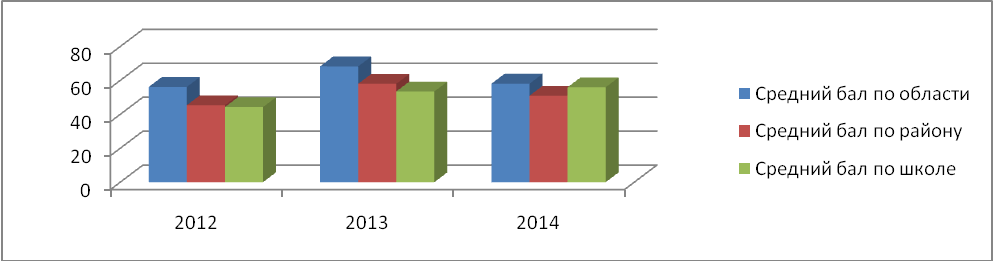 80
60
40
20
0
2012
2013
2014
Средний бал по области
Средний бал по району
Средний бал по школе